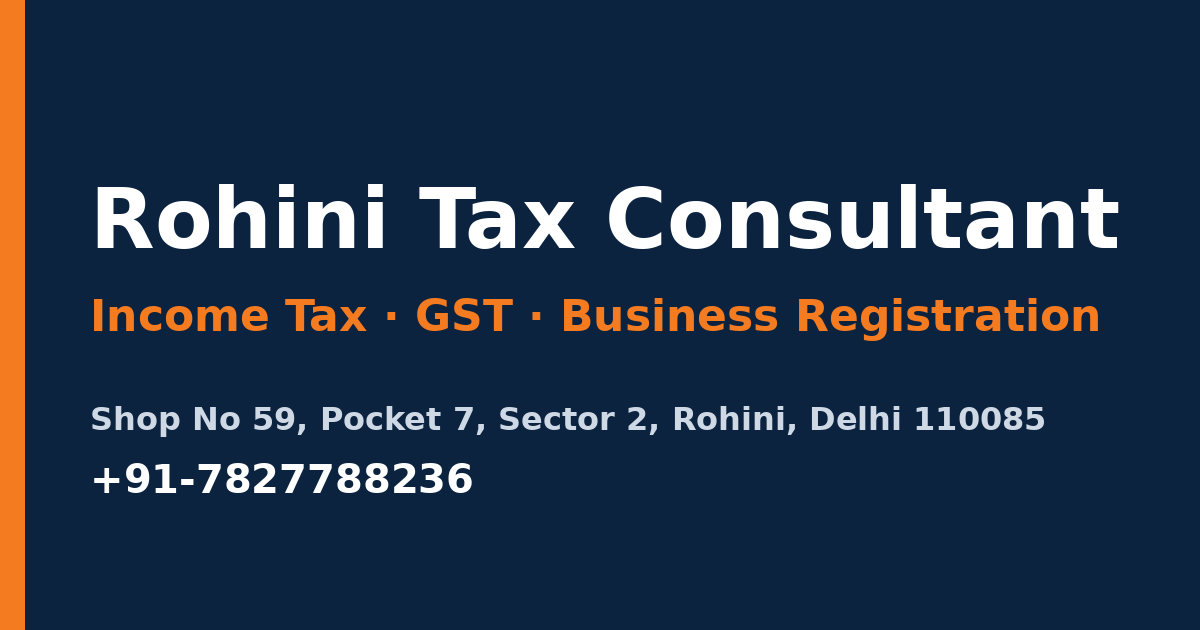 Rohini Tax Consultant
Income Tax · GST · Business Registration
Shop No 59, Pocket 7, Sector 2, Rohini, Delhi 110085
+91-7827788236